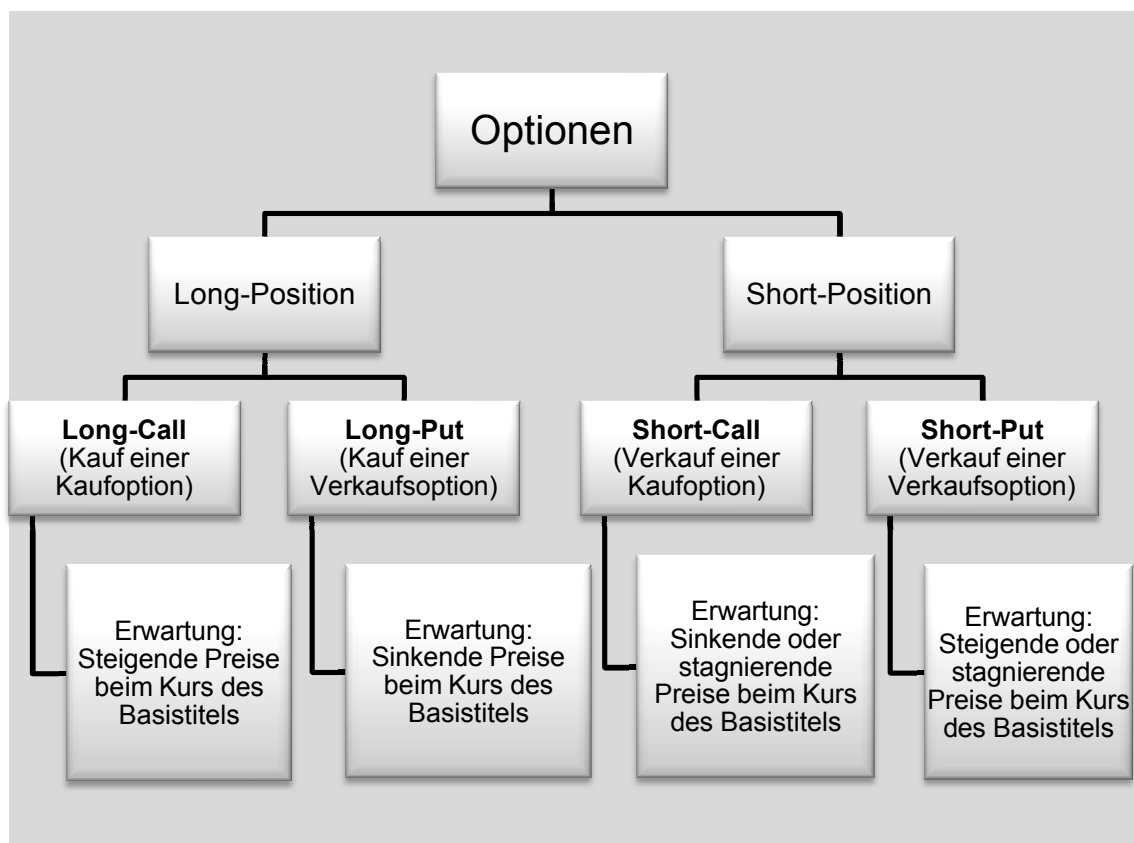 Optionen
Long-Position
Short-Position
Long-Call
(Kauf einer
Kaufoption)
Long-Put
(Kauf einer
Verkaufsoption)
Short-Call
(Verkauf einer
Kaufoption)
Short-Put
(Verkauf einer
Verkaufsoption)
Erwartung:
Steigende Preise
beim Kurs des
Basistitels
Erwartung:
Sinkende Preise
beim Kurs des
Basistitels
Erwartung:
Sinkende oder
stagnierende
Preise beim Kurs
des Basistitels
Erwartung:
Steigende oder
stagnierende
Preise beim Kurs
des Basistitels